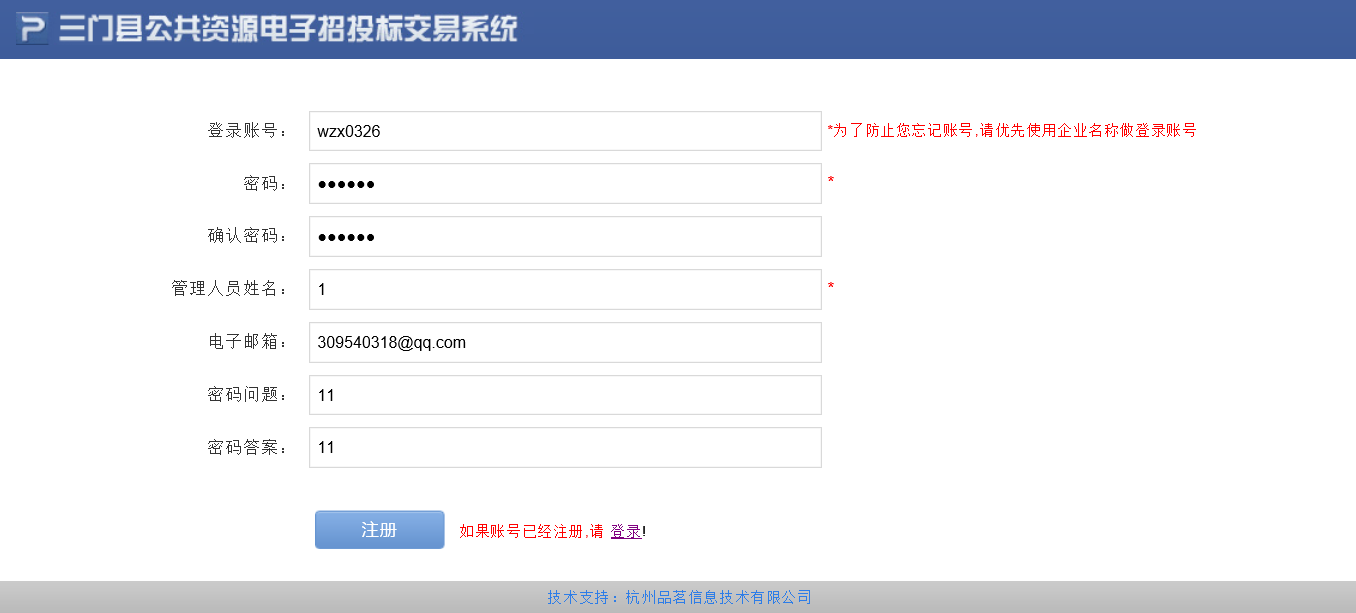 三门县公共资源电子招投标交易系统
登录账号： wzx0326 *为了防止您忘记账号,请优先使用企业名称做登录账号
密码： ●●●●●● *
确认密码： ●●●●●●
管理人员姓名： 1 *
电子邮箱： 309540318@qq.com
密码问题： 11
密码答案： 11
注册 如果账号已经注册,请 登录!
技术支持：杭州品茗信息技术有限公司